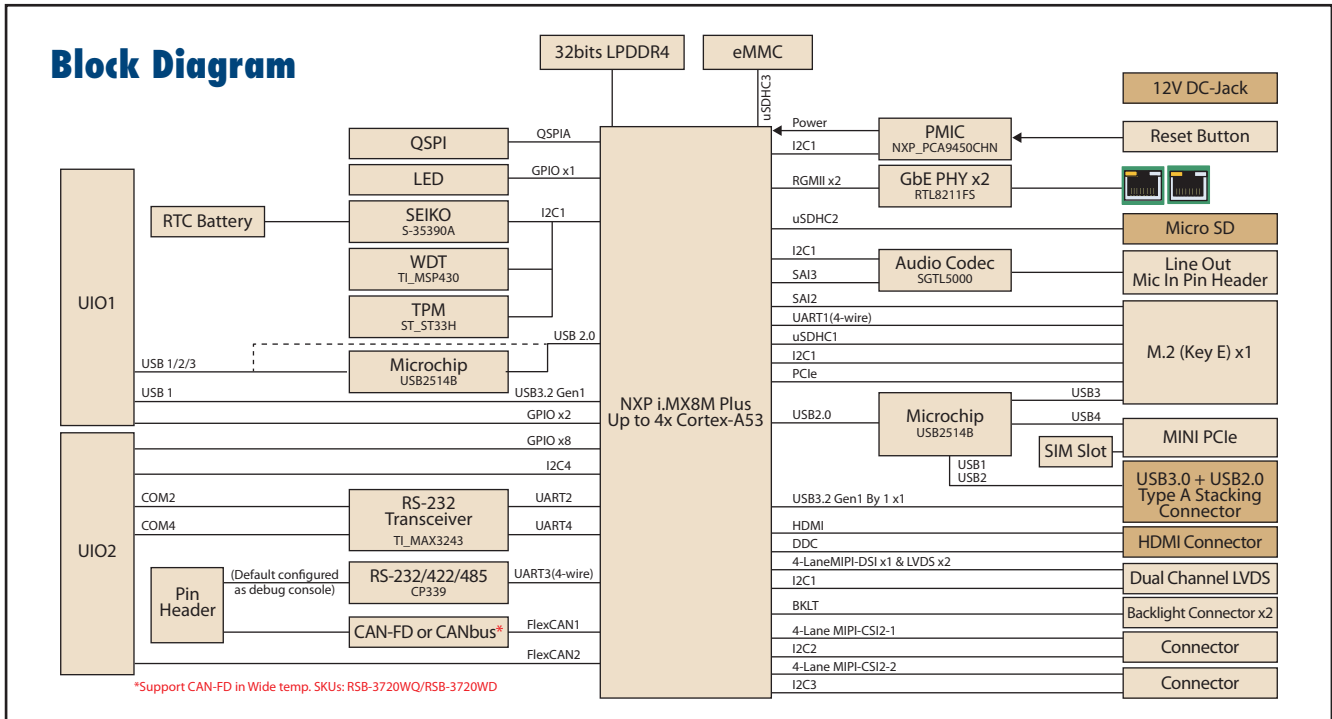 Block Diagram
32bits LPDDR4
eMMC
uSDHC3
12V DC-Jack
QSPI
QSPIA
LED
GPIO x1
RTC Battery
SEIKO
S-35390A
I2C1
WDT
TI_MSP430
TPM
ST_ST33H
UIO1
USB 2.0
USB 1/2/3
Microchip
USB2514B
USB 1
USB3.2 Gen1
GPIO x2
GPIO x8
I2C4
UIO2
COM2
COM4
RS-232
Transceiver
TI_MAX3243
UART2
UART4
Pin
Header
(Default configured
as debug console)
RS-232/422/485
CP339
UART3(4-wire)
CAN-FD or CANbus*
FlexCAN1
FlexCAN2
*Support CAN-FD in Wide temp. SKUs: RSB-3720WQ/RSB-3720WD
NXP i.MX8M Plus
Up to 4x Cortex-A53
Power
I2C1
PMIC
NXP_PCA9450CHN
Reset Button
RGMII x2
GbE PHY x2
RTL8211FS
uSDHC2
Micro SD
I2C1
SAI3
Audio Codec
SGTL5000
Line Out
Mic In Pin Header
SAI2
UART1(4-wire)
uSDHC1
I2C1
PCIe
M.2 (Key E) x1
USB2.0
Microchip
USB2514B
USB3
USB4
MINI PCIe
SIM Slot
USB1
USB2
USB3.2 Gen1 By 1 x1
USB3.0 + USB2.0
Type A Stacking
Connector
HDMI
DDC
HDMI Connector
4-LaneMIPI-DSI x1 & LVDS x2
I2C1
Dual Channel LVDS
BKLT
Backlight Connector x2
4-Lane MIPI-CSI2-1
I2C2
Connector
4-Lane MIPI-CSI2-2
I2C3
Connector